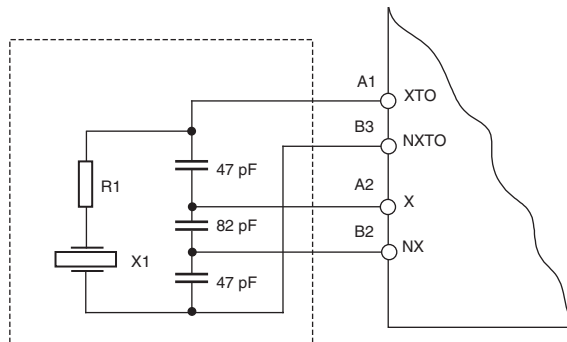 A1
XTO
B3
NXTO
47 pF
R1
A2
X
82 pF
B2
NX
X1
47 pF